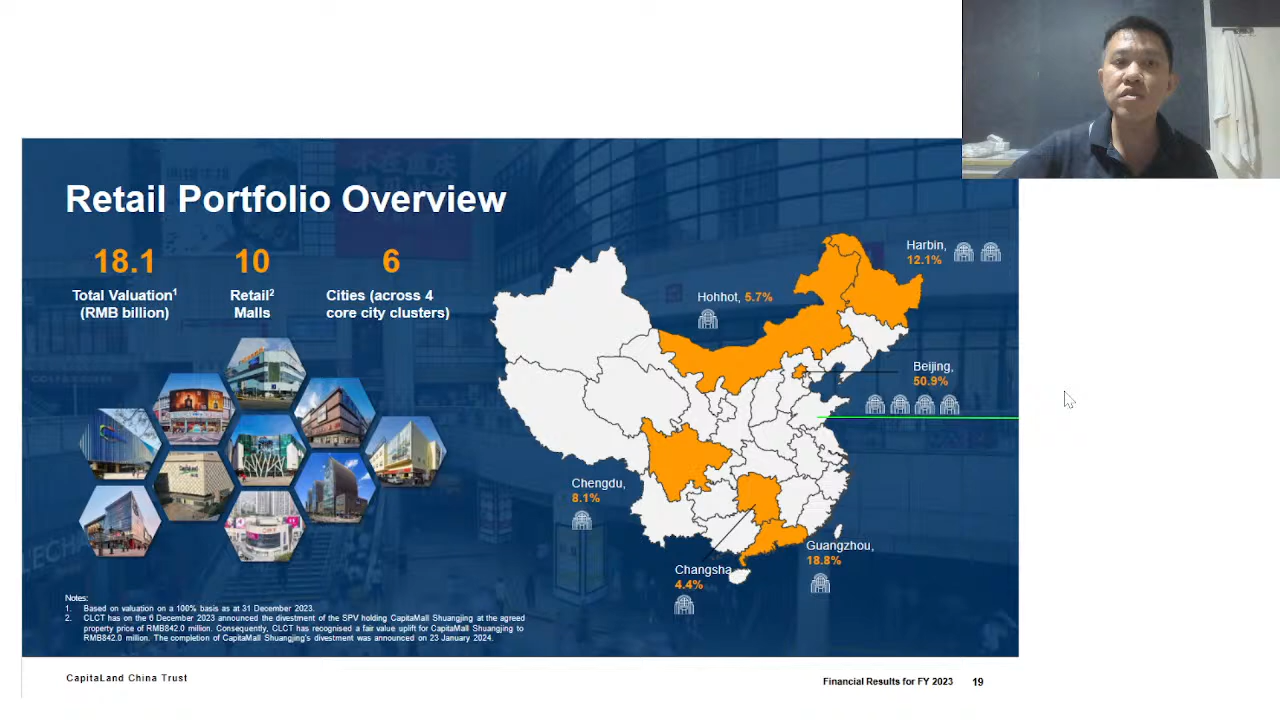 Retail Portfolio Overview
18.1
Total Valuation1
(RMB billion)
10
Retail2
Malls
6
Cities (across 4
core city clusters)
Harbin,
12.1%
Hohhot, 5.7%
Beijing,
50.9%
Chengdu,
8.1%
Guangzhou,
18.8%
Changsha
4.4%
Notes:
1. Based on valuation on a 100% basis as at 31 December 2023.
2. CLCT has on the 6 December 2023 announced the divestment of the SPV holding CapitaMall Shuangjing at the agreed
property price of RMB842.0 million. Consequently, CLCT has recognised a fair value uplift for CapitaMall Shuangjing to
RMB842.0 million. The completion of CapitaMall Shuangjing's divestment was announced on 23 January 2024.
CapitaLand China Trust
Financial Results for FY 2023 19